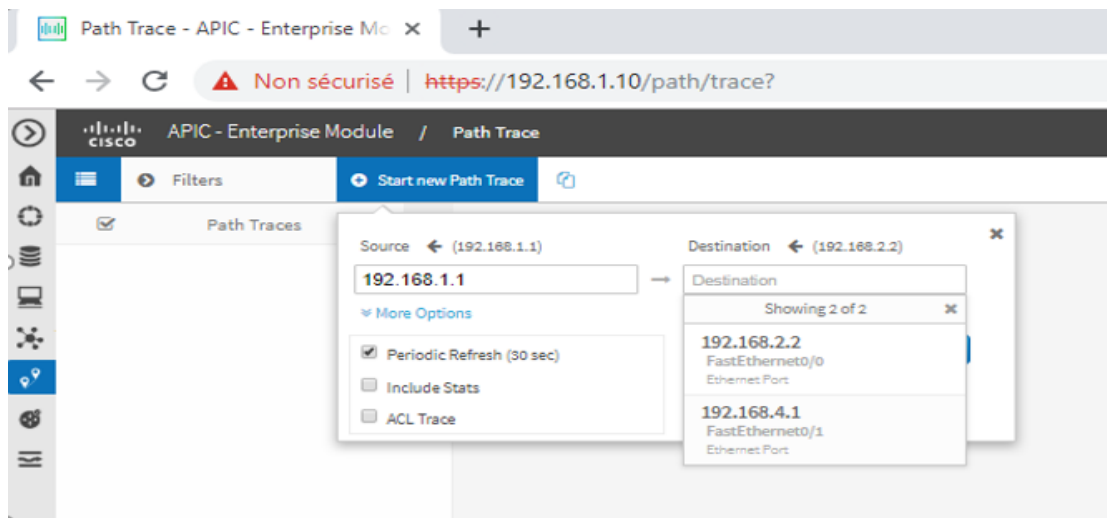 Path Trace - APIC - Enterprise Mo
Non sécurisé | https://192.168.1.10/path/trace?
CISCO APIC - Enterprise Module / Path Trace
Filters Start new Path Trace
Path Traces
Source (192.168.1.1) Destination (192.168.2.2)
192.168.1.1 Destination
More Options Showing 2 of 2
Periodic Refresh (30 sec)
Include Stats
ACL Trace
192.168.2.2
FastEthernet0/0
Ethernet Port
192.168.4.1
FastEthernet0/1
Ethernet Port